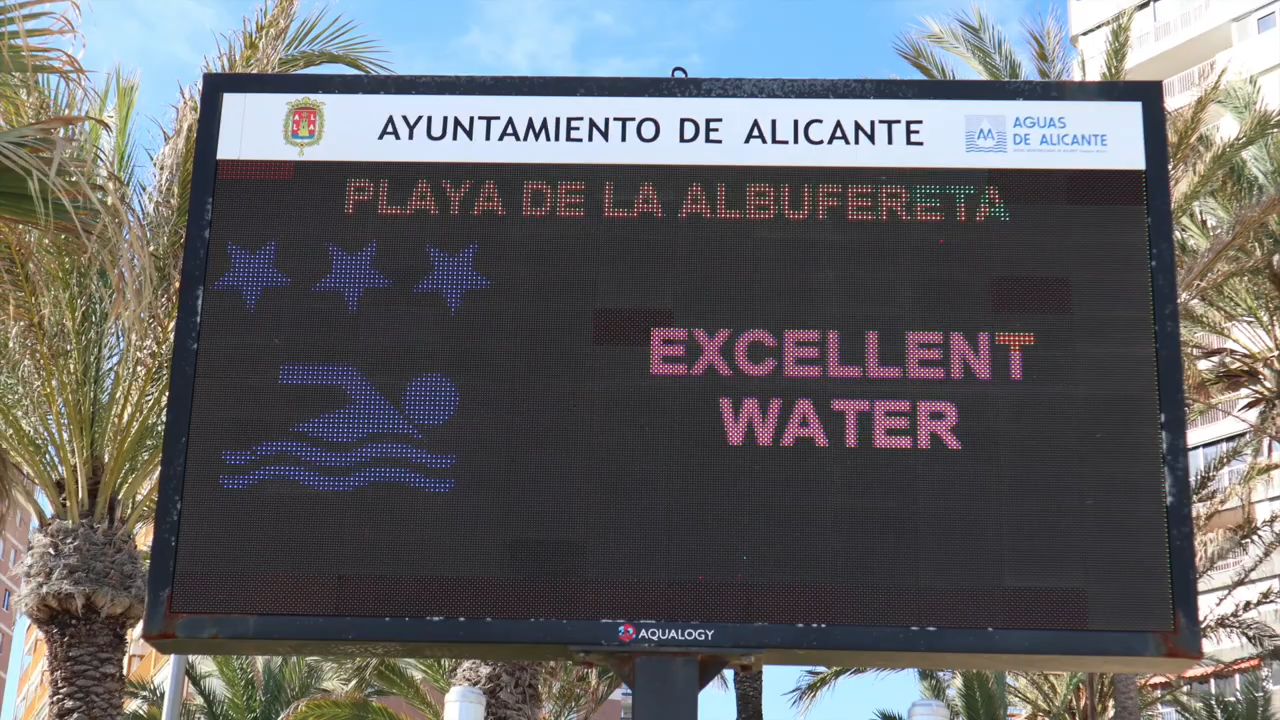 AYUNTAMIENTO DE ALICANTE
AGUAS
DE ALICANTE
PLAYA DE LA ALBUFERETA
EXCELLENT
WATER
AQUALOGY